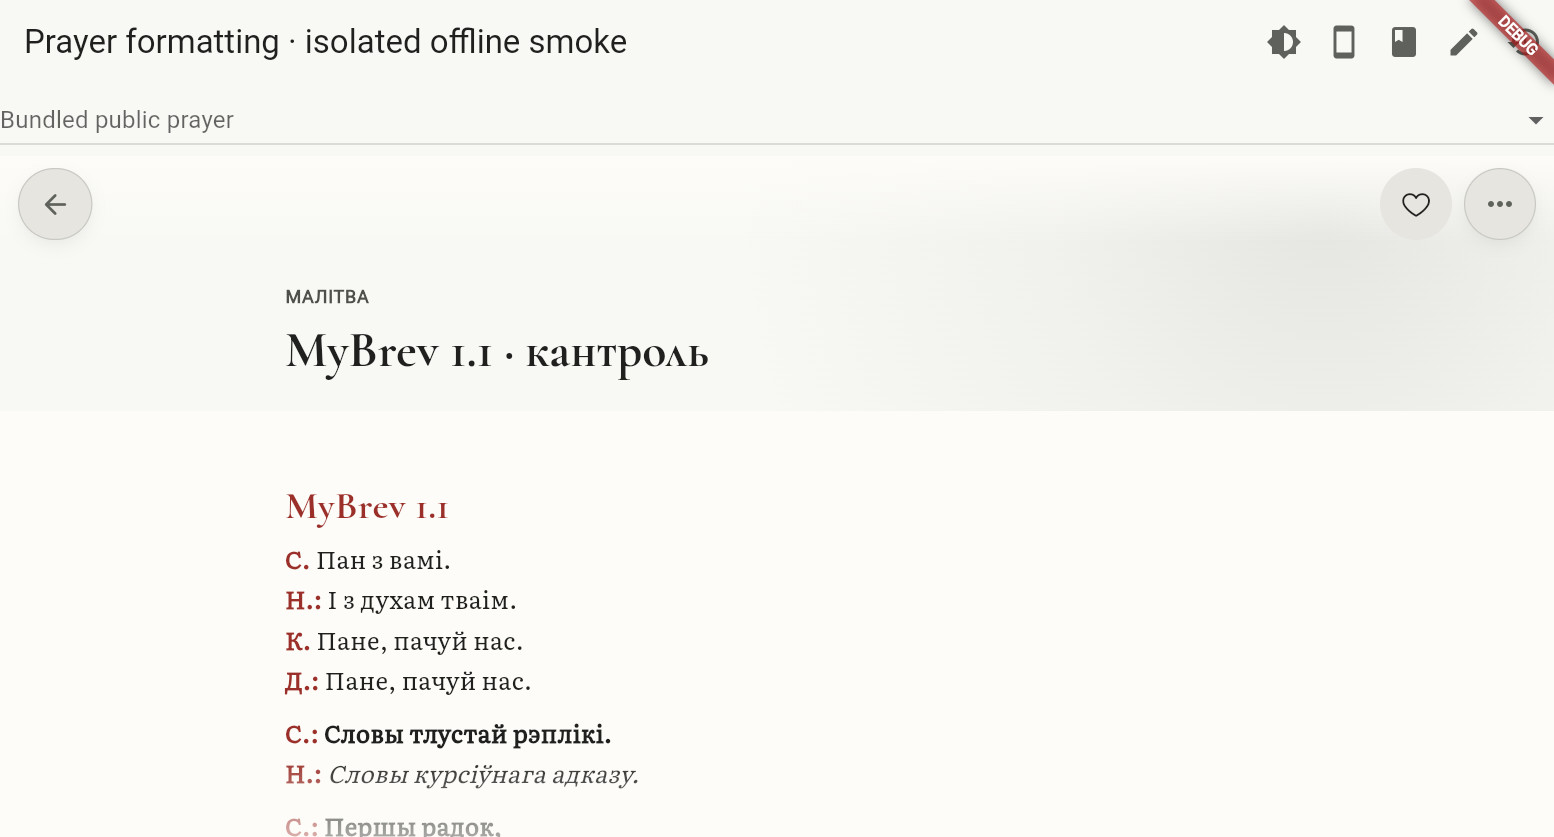 Prayer formatting · isolated offline smoke
DEBUG
Bundled public prayer
МАЛІТВА
MyBrev 1.1 · кантроль
MyBrev 1.1
С. Пан з вамі.
Н.: І з духам тваім.
К. Пане, пачуй нас.
Д.: Пане, пачуй нас.
С.: Словы тлустай рэплікі.
Н.: Словы курсіўнага адказу.
С.: Першы радок,